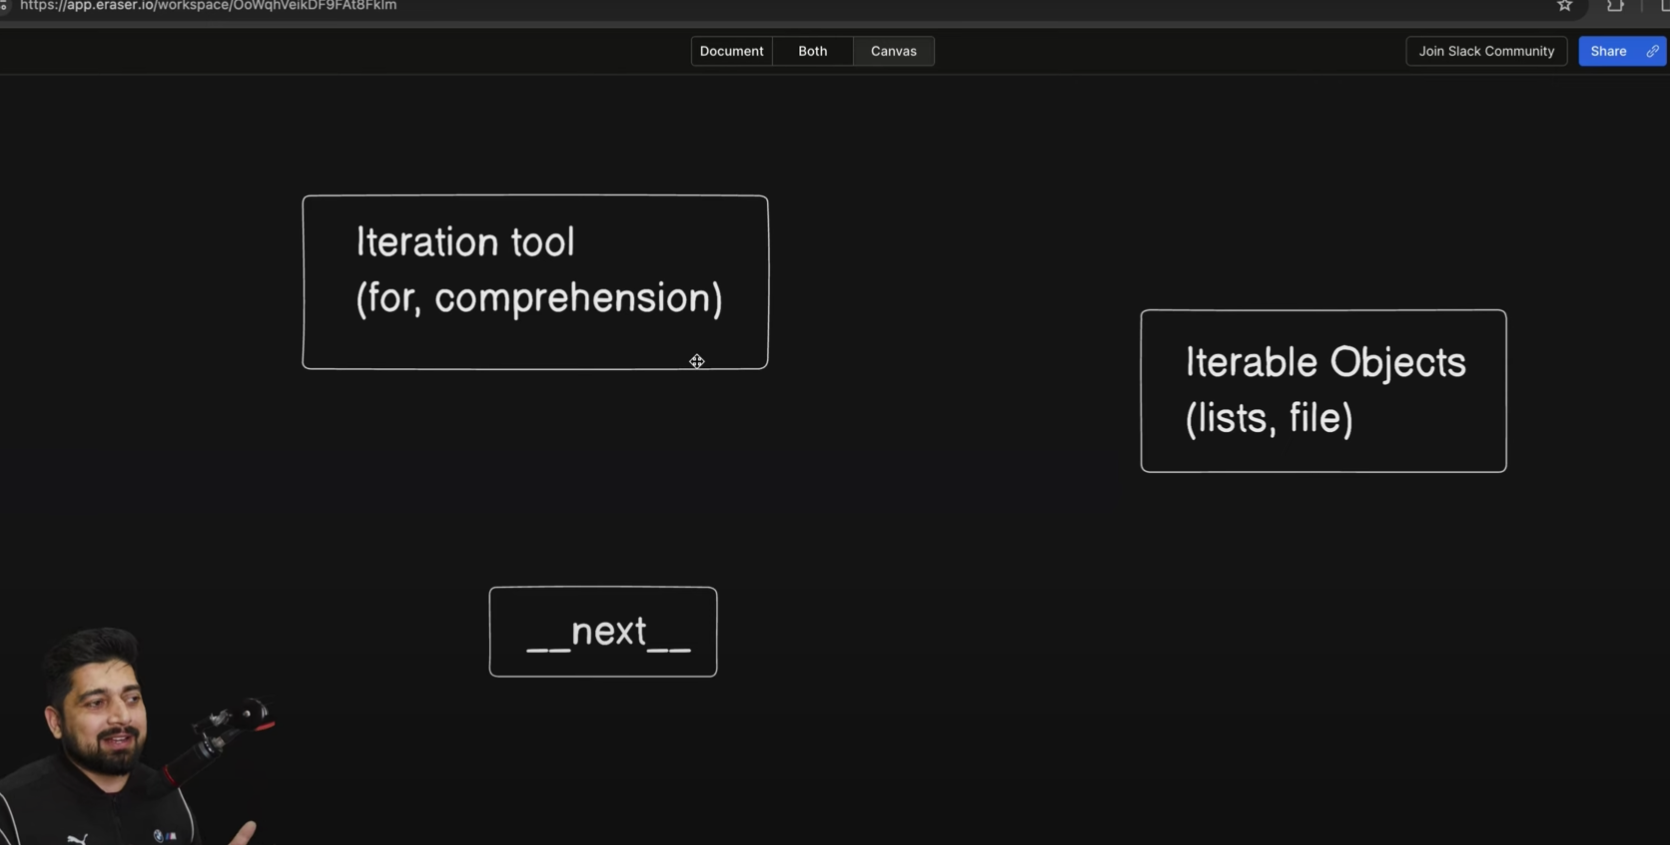 https://app.eraser.io/workspace/OoWqhVeikDF9FAt8Fklm
Document Both Canvas
Join Slack Community Share
Iteration tool
(for, comprehension)
Iterable Objects
(lists, file)
__next__